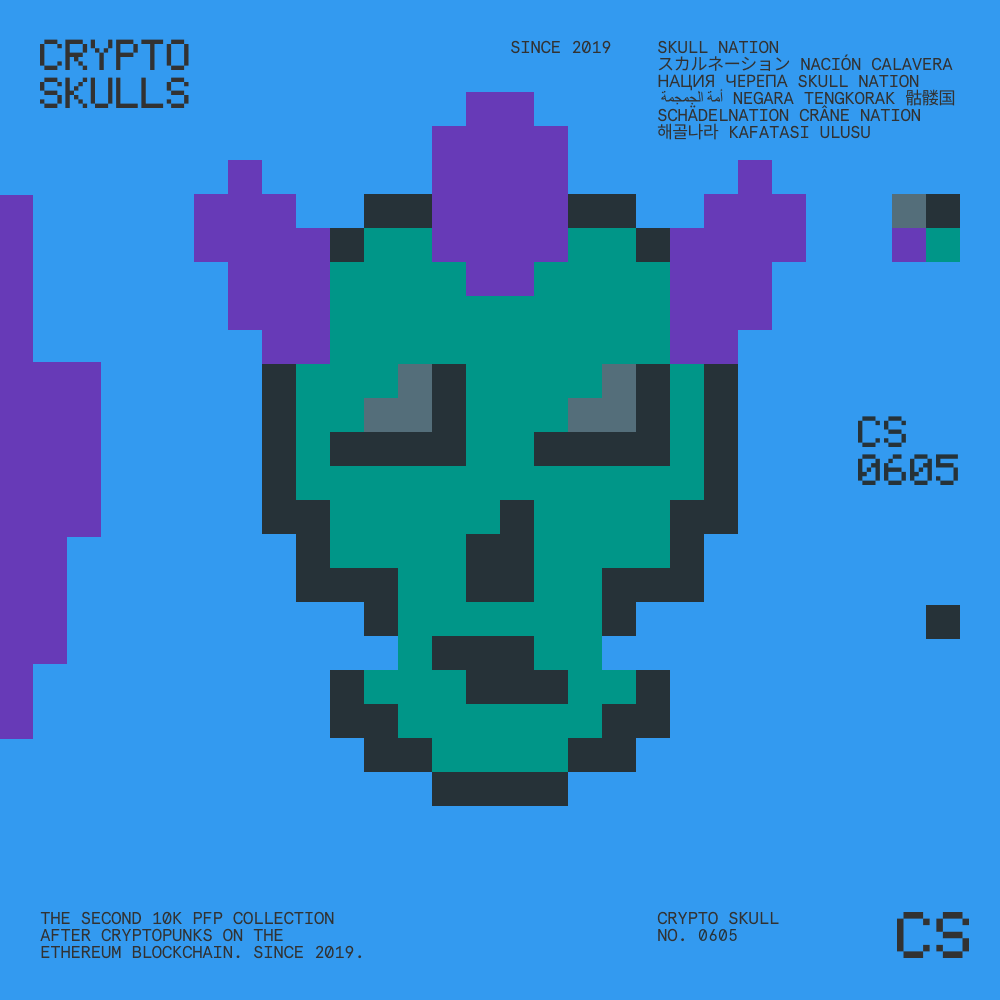 CRYPTO
SKULLS
SINCE 2019
SKULL NATION
スカルネーション NACIÓN CALAVERA
НАЦИЯ ЧЕРЕПА SKULL NATION
أمة الجمجمة NEGARA TENGKORAK 骷髅国
SCHÄDELNATION CRÂNE NATION
해골나라 KAFATASI ULUSU
CS
0605
THE SECOND 10K PFP COLLECTION
AFTER CRYPTOPUNKS ON THE
ETHEREUM BLOCKCHAIN. SINCE 2019.
CRYPTO SKULL
NO. 0605
CS